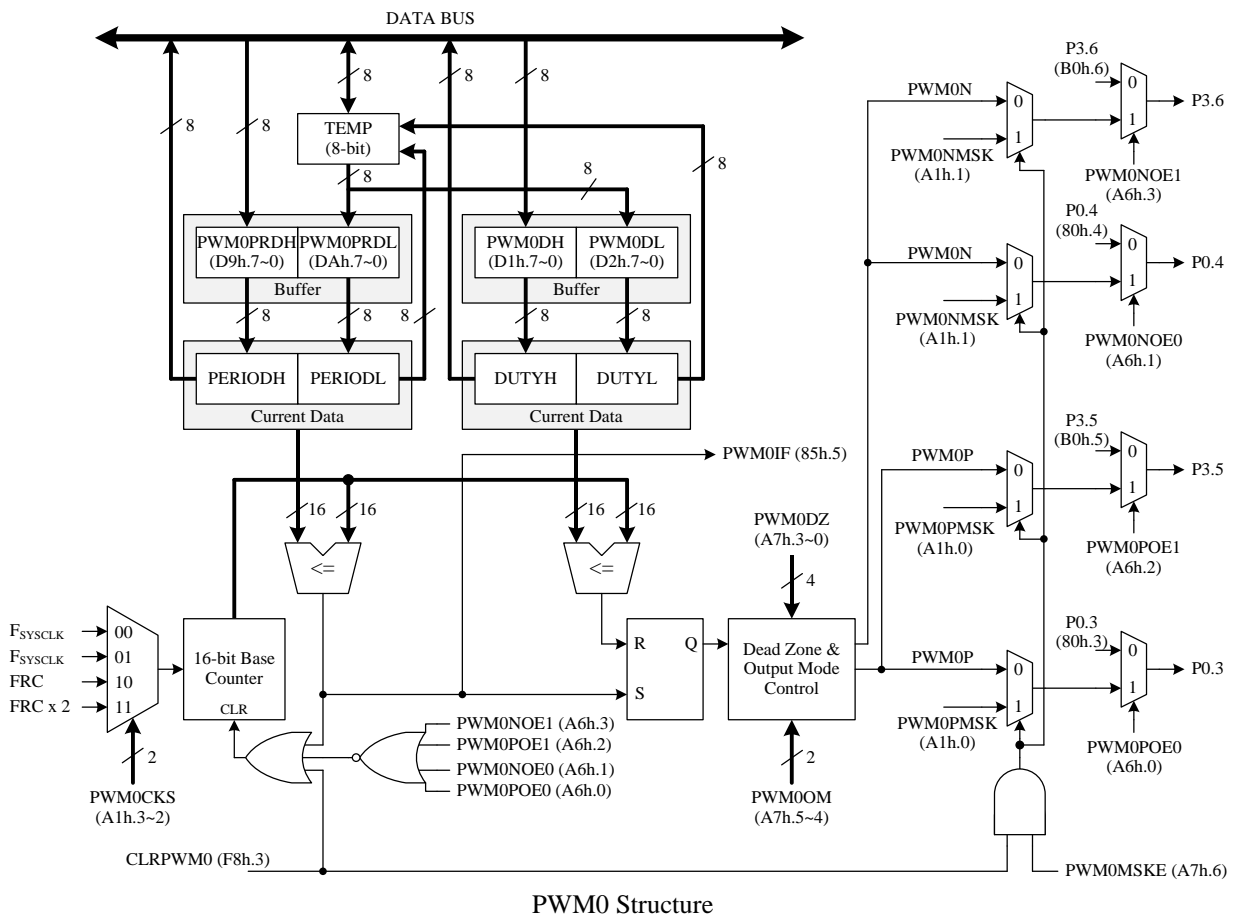 DATA BUS
8
8
8
8
8
TEMP
(8-bit)
8
8
8
PWM0PRDH
(D9h.7~0)
PWM0PRDL
(DAh.7~0)
Buffer
PWM0DH
(D1h.7~0)
PWM0DL
(D2h.7~0)
Buffer
8
8
8
8
8
PERIODH
PERIODL
Current Data
DUTYH
DUTYL
Current Data
PWM0IF (85h.5)
16
16
16
16
<=
<=
F_SYSCLK
F_SYSCLK
FRC
FRC x 2
00
01
10
11
2
PWM0CKS
(A1h.3~2)
16-bit Base
Counter
CLR
R
S
Q
PWM0DZ
(A7h.3~0)
4
Dead Zone &
Output Mode
Control
2
PWM0OM
(A7h.5~4)
PWM0NOE1 (A6h.3)
PWM0POE1 (A6h.2)
PWM0NOE0 (A6h.1)
PWM0POE0 (A6h.0)
CLRPWM0 (F8h.3)
PWM0MSKE (A7h.6)
PWM0N
0
1
PWM0NMSK
(A1h.1)
P3.6
(B0h.6)
0
1
P3.6
PWM0NOE1
(A6h.3)
PWM0N
0
1
PWM0NMSK
(A1h.1)
P0.4
(80h.4)
0
1
P0.4
PWM0NOE0
(A6h.1)
PWM0P
0
1
PWM0PMSK
(A1h.0)
P3.5
(B0h.5)
0
1
P3.5
PWM0POE1
(A6h.2)
PWM0P
0
1
PWM0PMSK
(A1h.0)
P0.3
(80h.3)
0
1
P0.3
PWM0POE0
(A6h.0)
PWM0 Structure